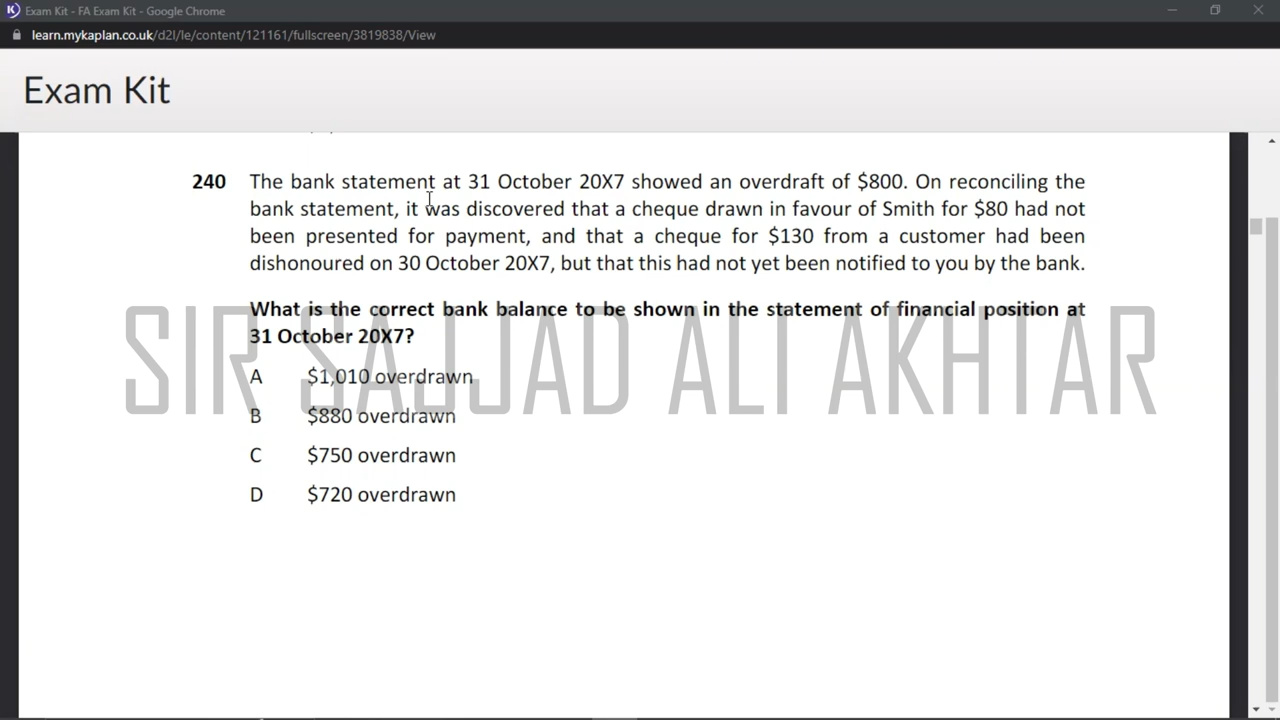 Exam Kit - FA Exam Kit - Google Chrome
learn.mykaplan.co.uk/d2l/le/content/121161/fullscreen/3819838/View
Exam Kit
240 The bank statement at 31 October 20X7 showed an overdraft of $800. On reconciling the
bank statement, it was discovered that a cheque drawn in favour of Smith for $80 had not
been presented for payment, and that a cheque for $130 from a customer had been
dishonoured on 30 October 20X7, but that this had not yet been notified to you by the bank.
What is the correct bank balance to be shown in the statement of financial position at
31 October 20X7?
SIR SAJJAD ALI AKHTAR
A $1,010 overdrawn
B $880 overdrawn
C $750 overdrawn
D $720 overdrawn